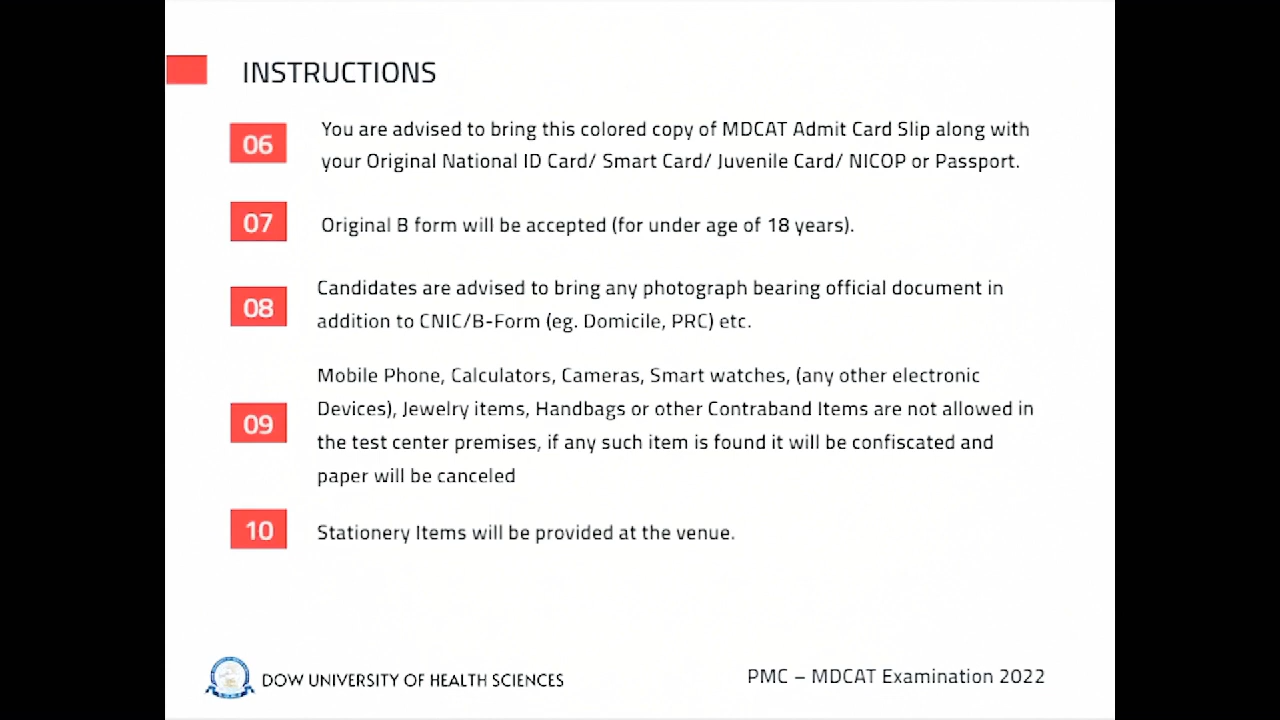 INSTRUCTIONS
06
You are advised to bring this colored copy of MDCAT Admit Card Slip along with
your Original National ID Card/ Smart Card/ Juvenile Card/ NICOP or Passport.
07
Original B form will be accepted (for under age of 18 years).
08
Candidates are advised to bring any photograph bearing official document in
addition to CNIC/B-Form (eg. Domicile, PRC) etc.
09
Mobile Phone, Calculators, Cameras, Smart watches, (any other electronic
Devices), Jewelry items, Handbags or other Contraband Items are not allowed in
the test center premises, if any such item is found it will be confiscated and
paper will be canceled
10
Stationery Items will be provided at the venue.
DOW UNIVERSITY OF HEALTH SCIENCES
PMC – MDCAT Examination 2022